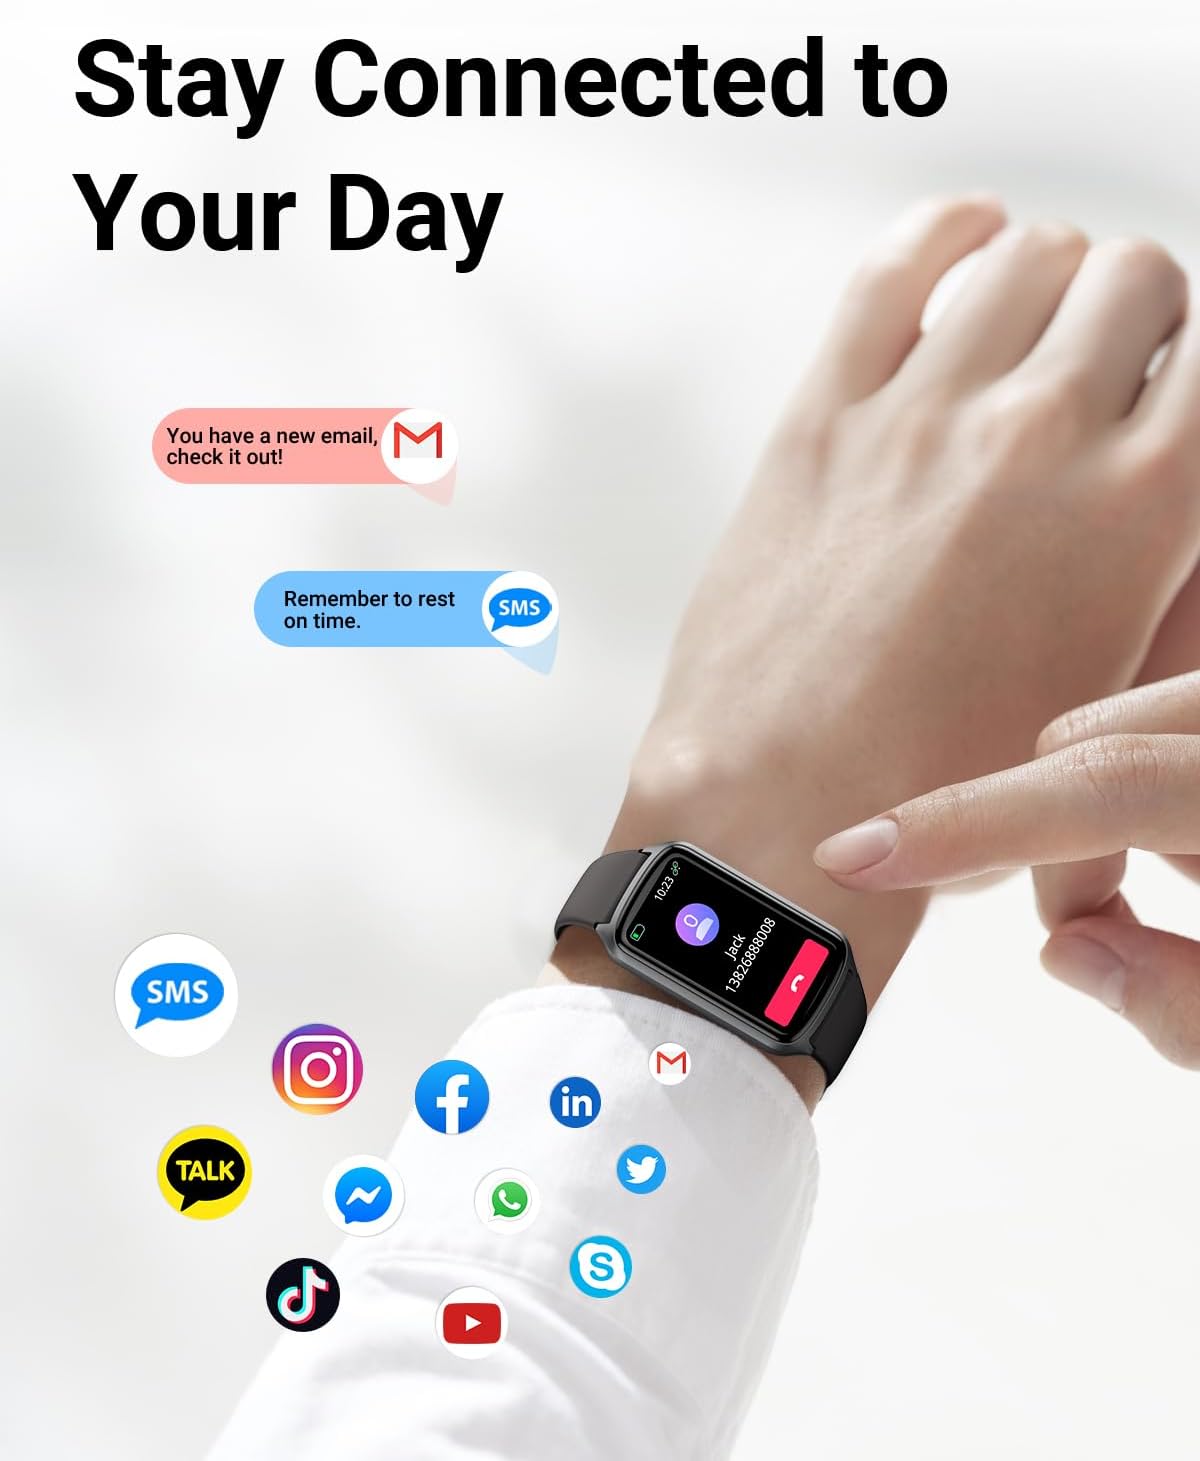 Stay Connected to
Your Day
You have a new email,
check it out!
Remember to rest
on time.
SMS
10:23
Jack
13826888008
SMS
in
TALK